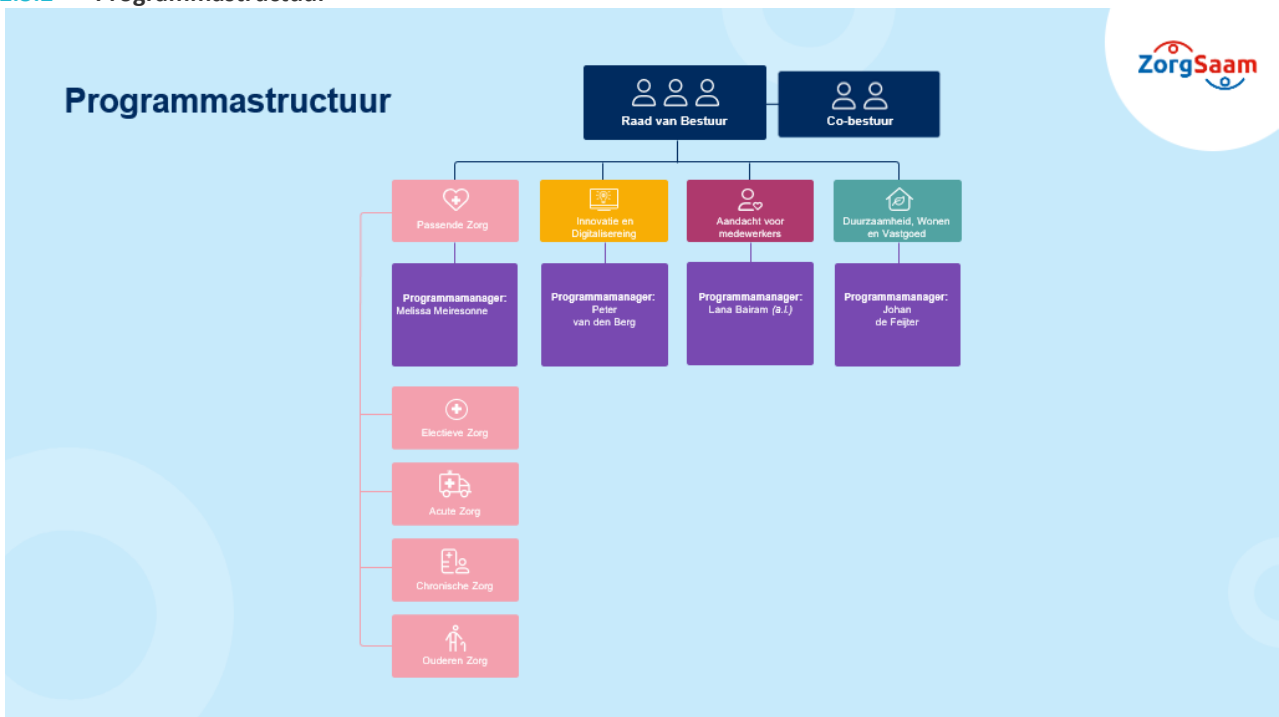 Programmastructuur
Programmastructuur
ZorgSaam
Raad van Bestuur
Co-bestuur
Passende Zorg
Innovatie en
Digitalisereing
Aandacht voor
medewerkers
Duurzaamheid, Wonen
en Vastgoed
Programmamanager:
Melissa Meiresonne
Programmamanager:
Peter
van den Berg
Programmamanager:
Lana Bairam (a.i.)
Programmamanager:
Johan
de Feijter
Electieve Zorg
Acute Zorg
Chronische Zorg
Ouderen Zorg